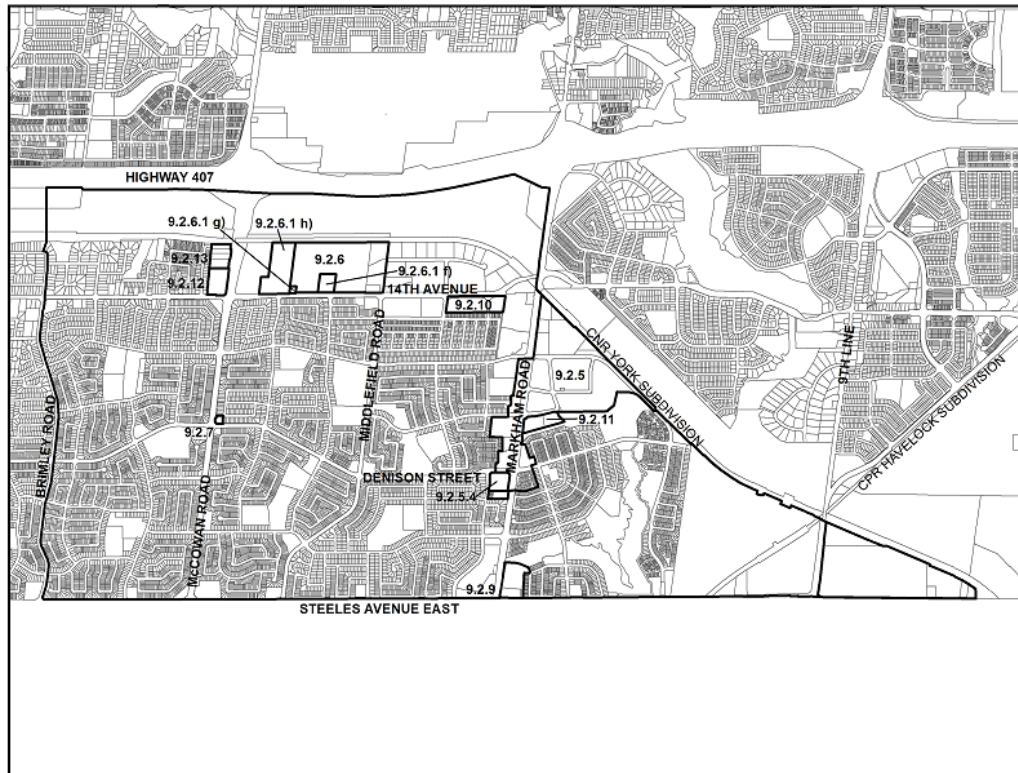 HIGHWAY 407
9.2.6.1 g)
9.2.6.1 h)
9.2.13
9.2.6
9.2.6.1 f)
9.2.12
14TH AVENUE
9.2.10
MIDDLEFIELD ROAD
CNR YORK SUBDIVISION
9TH LINE
9.2.5
CPR HAVELOCK SUBDIVISION
BRIMLEY ROAD
9.2.7
MARKHAM ROAD
9.2.11
DENISON STREET
9.2.5.4
McCOWAN ROAD
9.2.9
STEELES AVENUE EAST